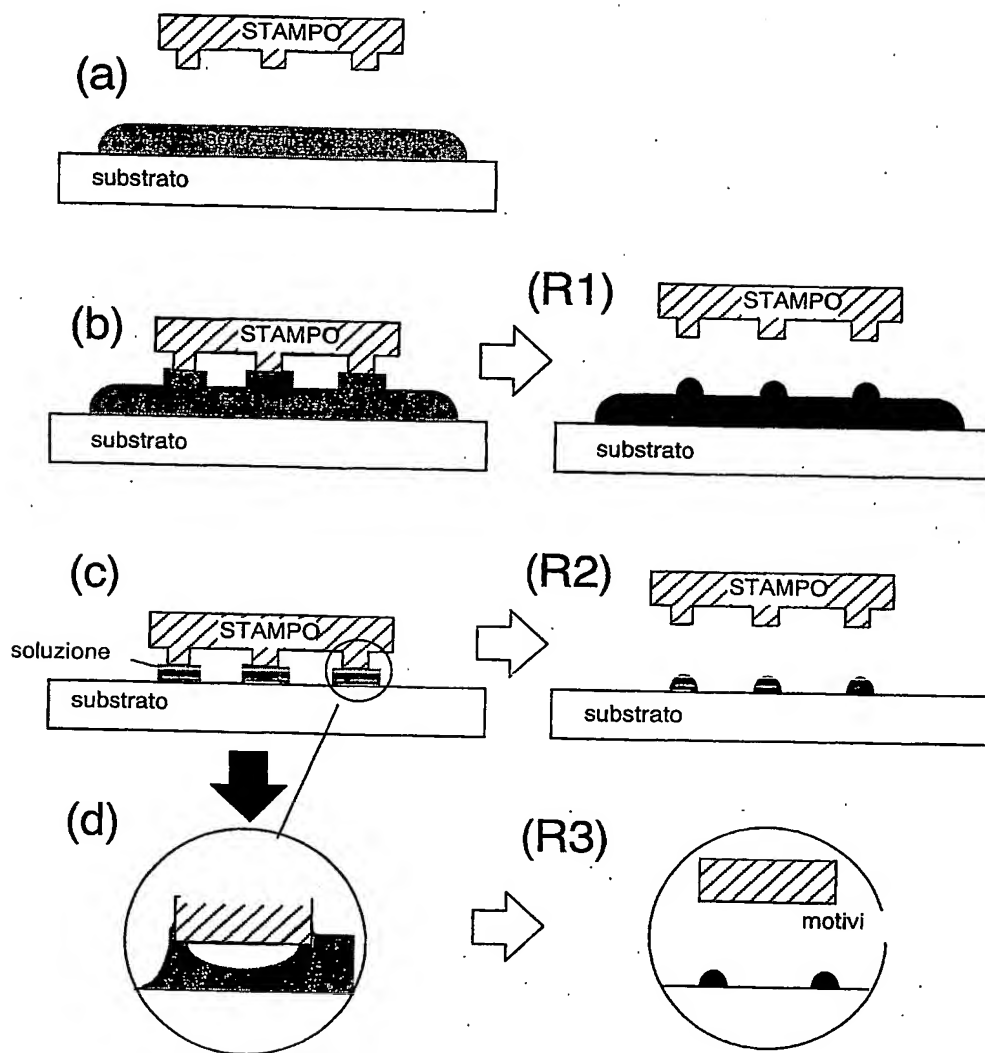 STAMPO
(a)
substrato
(R1)
STAMPO
(b)
STAMPO
substrato
substrato
(c)
(R2)
STAMPO
STAMPO
soluzione
substrato
substrato
(d)
(R3)
motivi